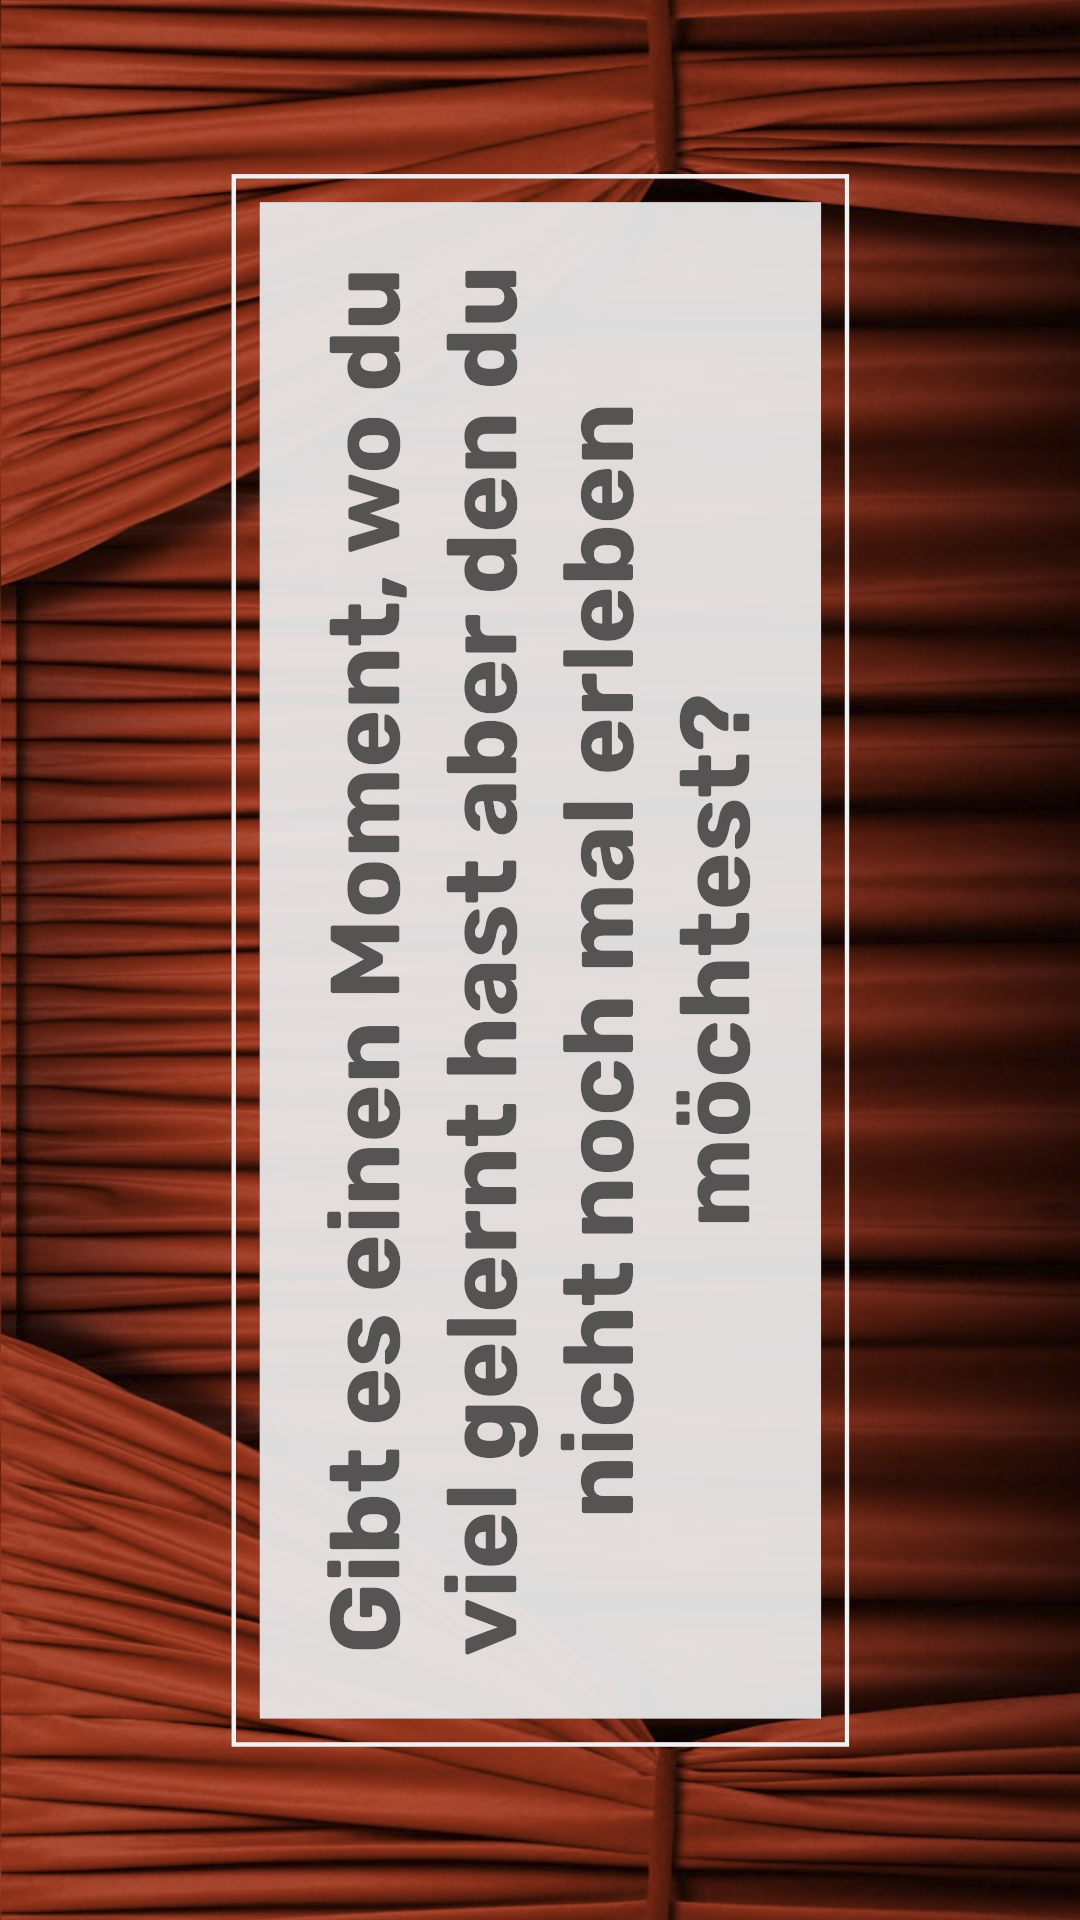 Gibt es einen Moment, wo du
viel gelernt hast aber den du
nicht noch mal erleben
möchtest?